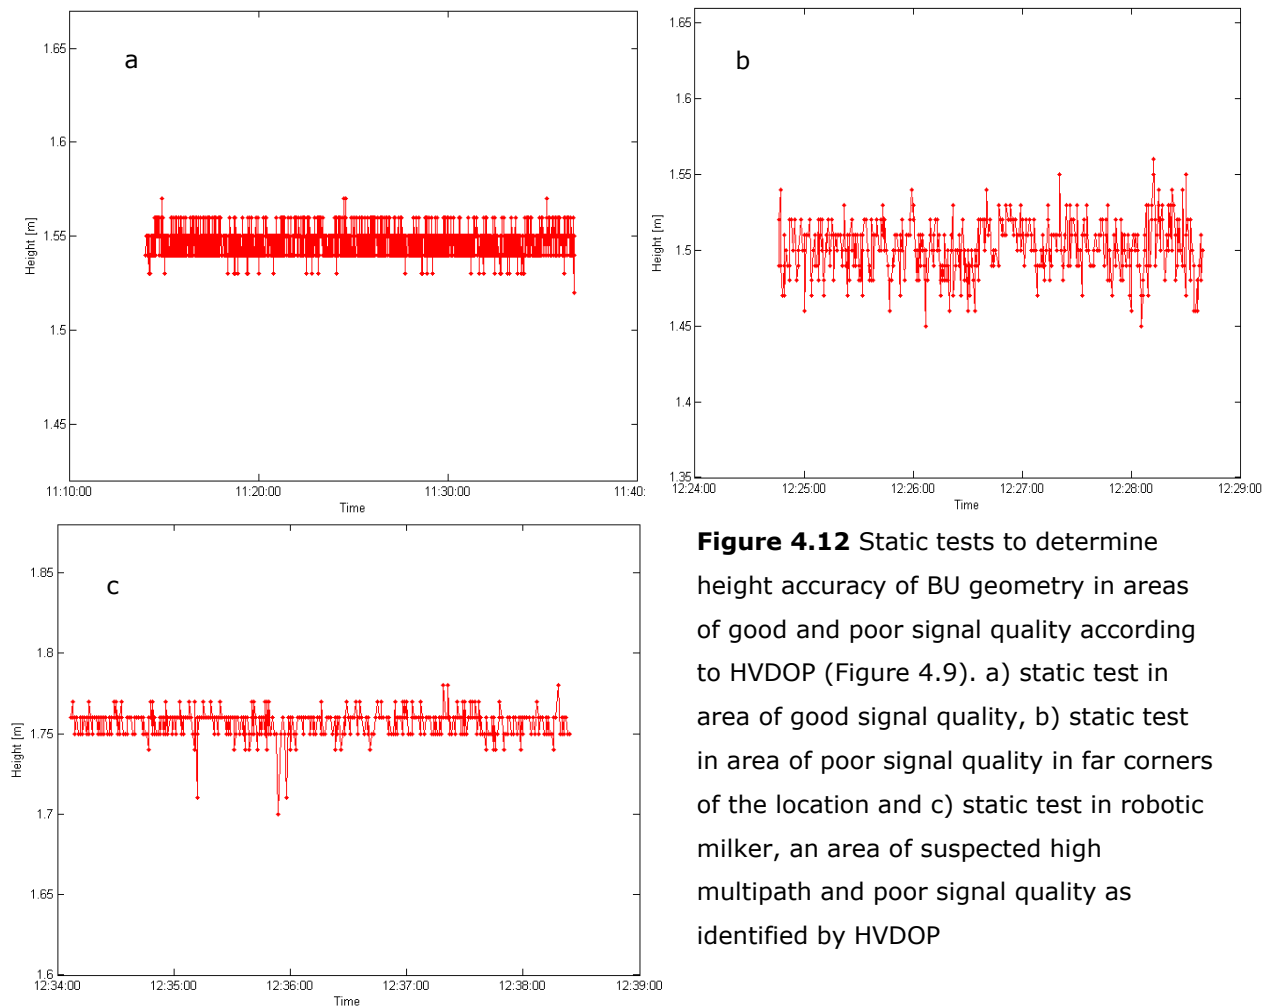 a
1.65
1.6
1.55
1.5
1.45
Height [m]
11:10:00 11:20:00 11:30:00 11:40:
Time
b
1.65
1.6
1.55
1.5
1.45
1.4
1.35
Height [m]
12:24:00 12:25:00 12:26:00 12:27:00 12:28:00 12:29:00
Time
c
1.85
1.8
1.75
1.7
1.65
1.6
Height [m]
12:34:00 12:35:00 12:36:00 12:37:00 12:38:00 12:39:00
Time
Figure 4.12 Static tests to determine
height accuracy of BU geometry in areas
of good and poor signal quality according
to HVDOP (Figure 4.9). a) static test in
area of good signal quality, b) static test
in area of poor signal quality in far corners
of the location and c) static test in robotic
milker, an area of suspected high
multipath and poor signal quality as
identified by HVDOP